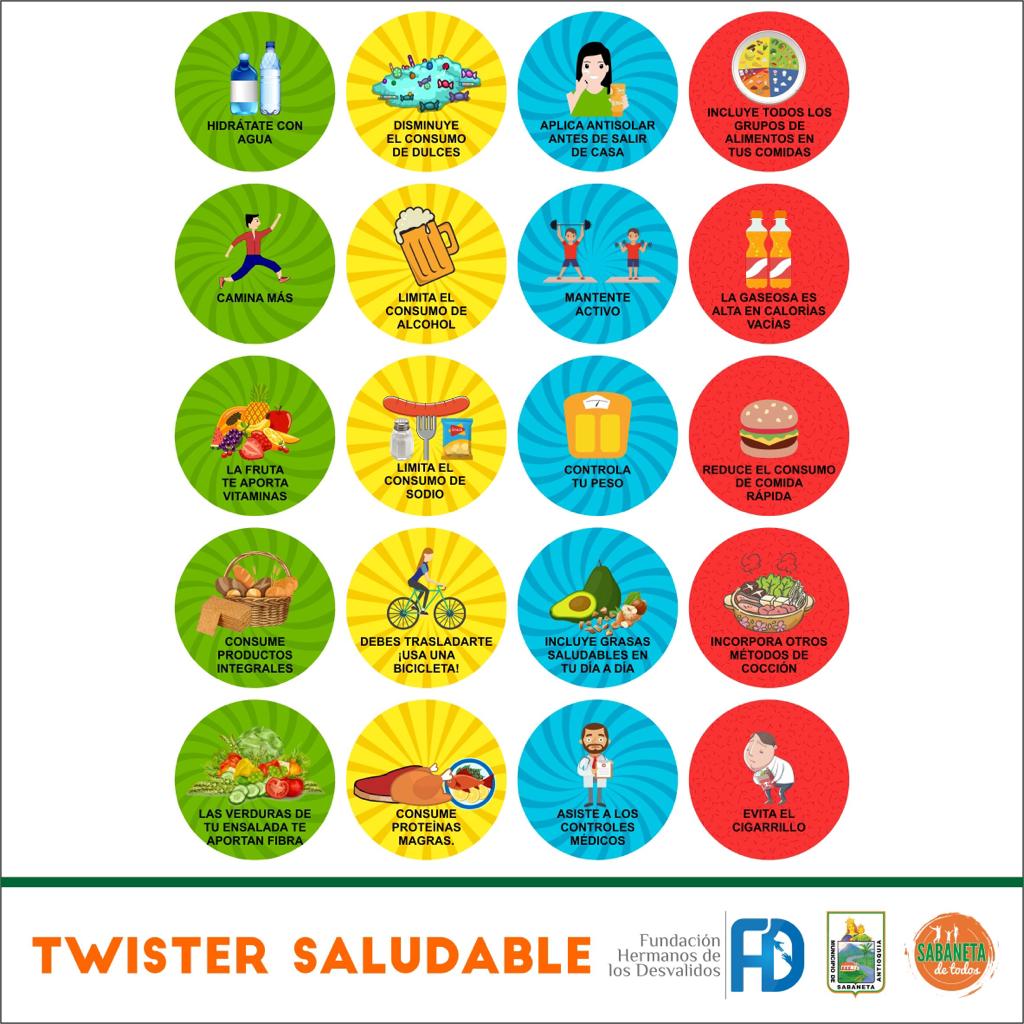 HIDRÁTATE CON
AGUA
DISMINUYE
EL CONSUMO
DE DULCES
APLICA ANTISOLAR
ANTES DE SALIR
DE CASA
INCLUYE TODOS LOS
GRUPOS DE
ALIMENTOS EN
TUS COMIDAS
CAMINA MÁS
LIMITA EL
CONSUMO DE
ALCOHOL
MANTENTE
ACTIVO
LA GASEOSA ES
ALTA EN CALORÍAS
VACÍAS
LA FRUTA
TE APORTA
VITAMINAS
LIMITA EL
CONSUMO DE
SODIO
CONTROLA
TU PESO
REDUCE EL CONSUMO
DE COMIDA
RÁPIDA
CONSUME
PRODUCTOS
INTEGRALES
DEBES TRASLADARTE
¡USA UNA
BICICLETA!
INCLUYE GRASAS
SALUDABLES EN
TU DÍA A DÍA
INCORPORA OTROS
MÉTODOS DE
COCCIÓN
LAS VERDURAS DE
TU ENSALADA TE
APORTAN FIBRA
CONSUME
PROTEÍNAS
MAGRAS.
ASISTE A LOS
CONTROLES
MÉDICOS
EVITA EL
CIGARRILLO
TWISTER SALUDABLE
Fundación
Hermanos de
los Desvalidos
FD
MUNICIPIO DE
SABANETA
ANTIOQUIA
SABANETA
de todos